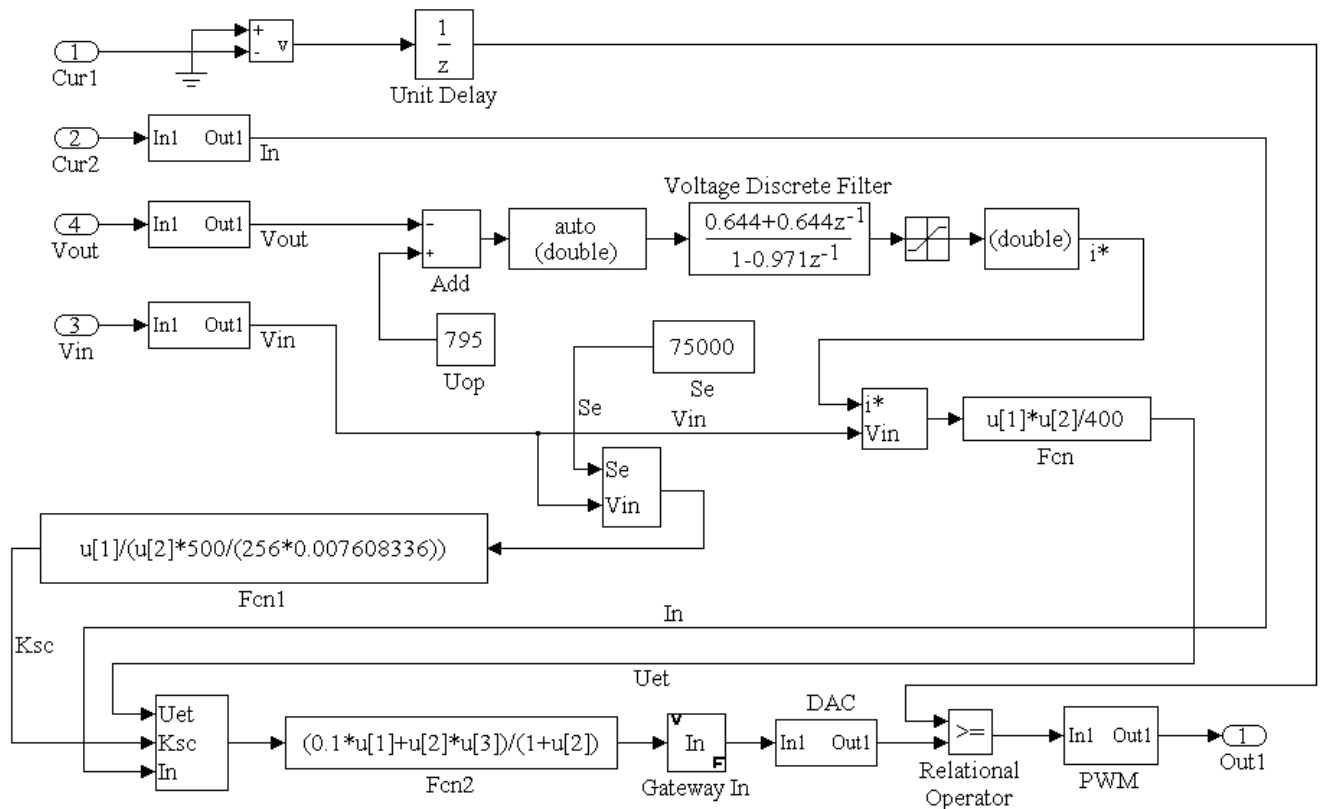 1
Cur1
+
-
v
1
z
Unit Delay
2
Cur2
In1 Out1
In
4
Vout
In1 Out1
Vout
−
+
Add
auto
(double)
Voltage Discrete Filter
0.644+0.644z-1
1-0.971z-1
(double)
i*
3
Vin
In1 Out1
Vin
795
Uop
75000
Se
Se
Vin
i*
Vin
u[1]*u[2]/400
Fcn
Se
Vin
u[1]/(u[2]*500/(256*0.007608336))
Fcn1
Ksc
In
Uet
Uet
Ksc
In
(0.1*u[1]+u[2]*u[3])/(1+u[2])
Fcn2
V
In
F
Gateway In
DAC
In1 Out1
>=
Relational
Operator
In1 Out1
PWM
1
Out1